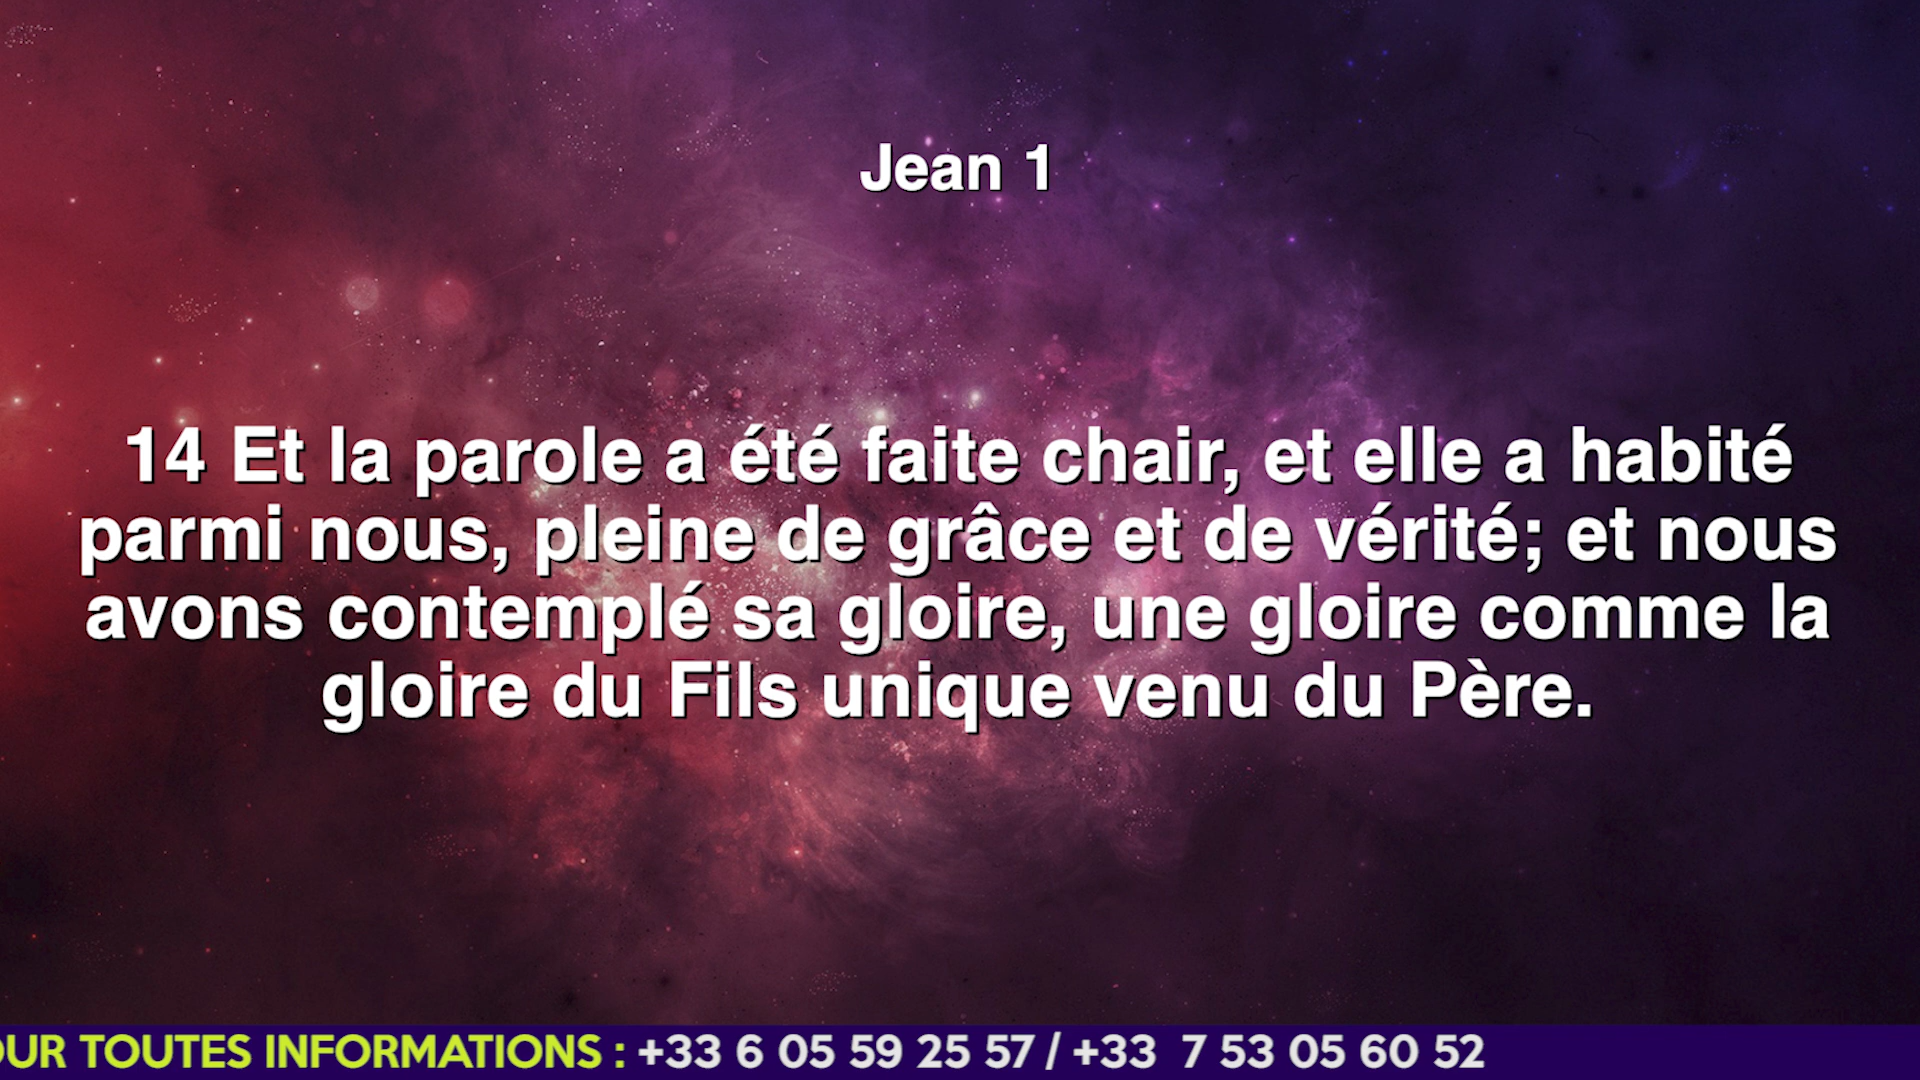 Jean 1
14 Et la parole a été faite chair, et elle a habité
parmi nous, pleine de grâce et de vérité; et nous
avons contemplé sa gloire, une gloire comme la
gloire du Fils unique venu du Père.
OUR TOUTES INFORMATIONS : +33 6 05 59 25 57 / +33 7 53 05 60 52